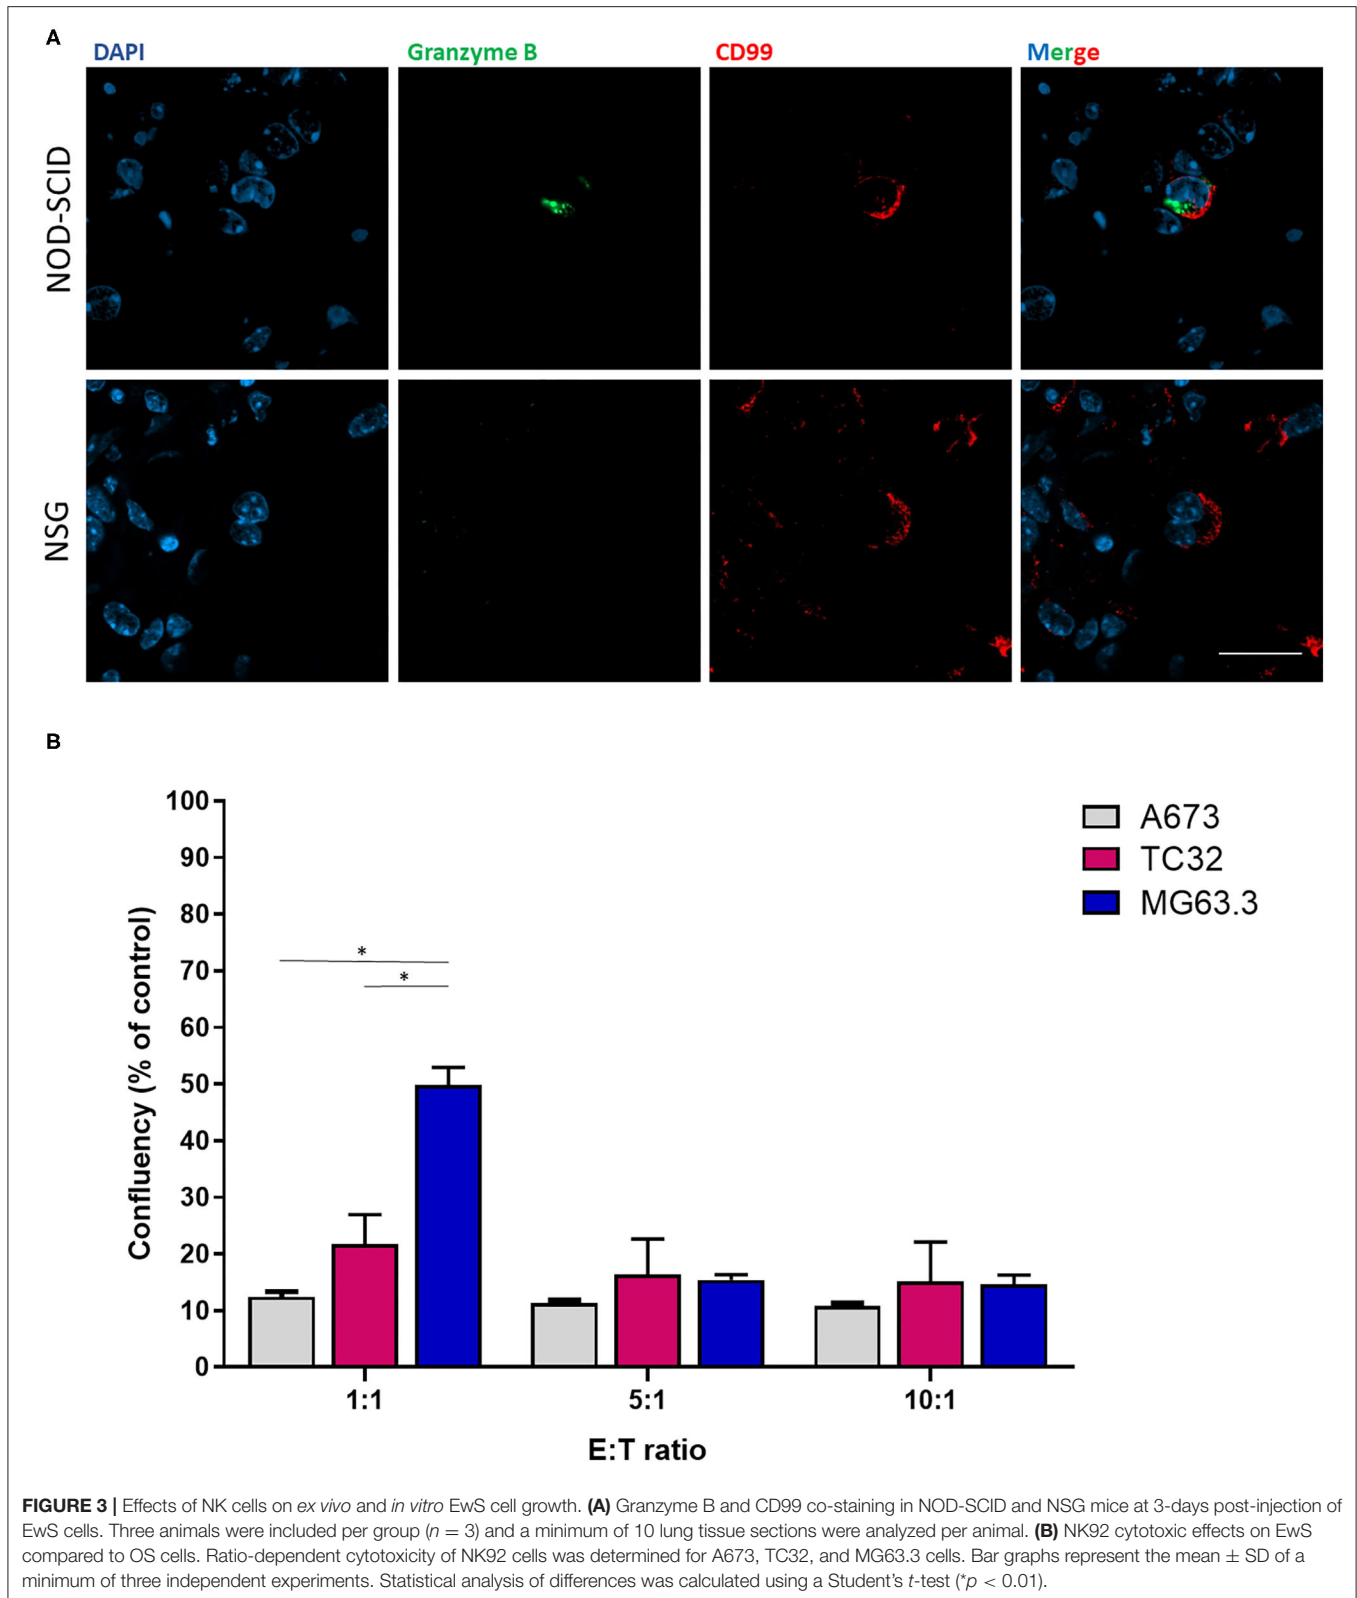 A
DAPI
Granzyme B
CD99
Merge
NOD-SCID
NSG
B
100
90
80
70
60
50
40
30
20
10
0
Confluency (% of control)
*
*
A673
TC32
MG63.3
1:1
5:1
10:1
E:T ratio
FIGURE 3 | Effects of NK cells on ex vivo and in vitro EwS cell growth. (A) Granzyme B and CD99 co-staining in NOD-SCID and NSG mice at 3-days post-injection of
EwS cells. Three animals were included per group (n = 3) and a minimum of 10 lung tissue sections were analyzed per animal. (B) NK92 cytotoxic effects on EwS
compared to OS cells. Ratio-dependent cytotoxicity of NK92 cells was determined for A673, TC32, and MG63.3 cells. Bar graphs represent the mean ± SD of a
minimum of three independent experiments. Statistical analysis of differences was calculated using a Student's t-test (*p < 0.01).